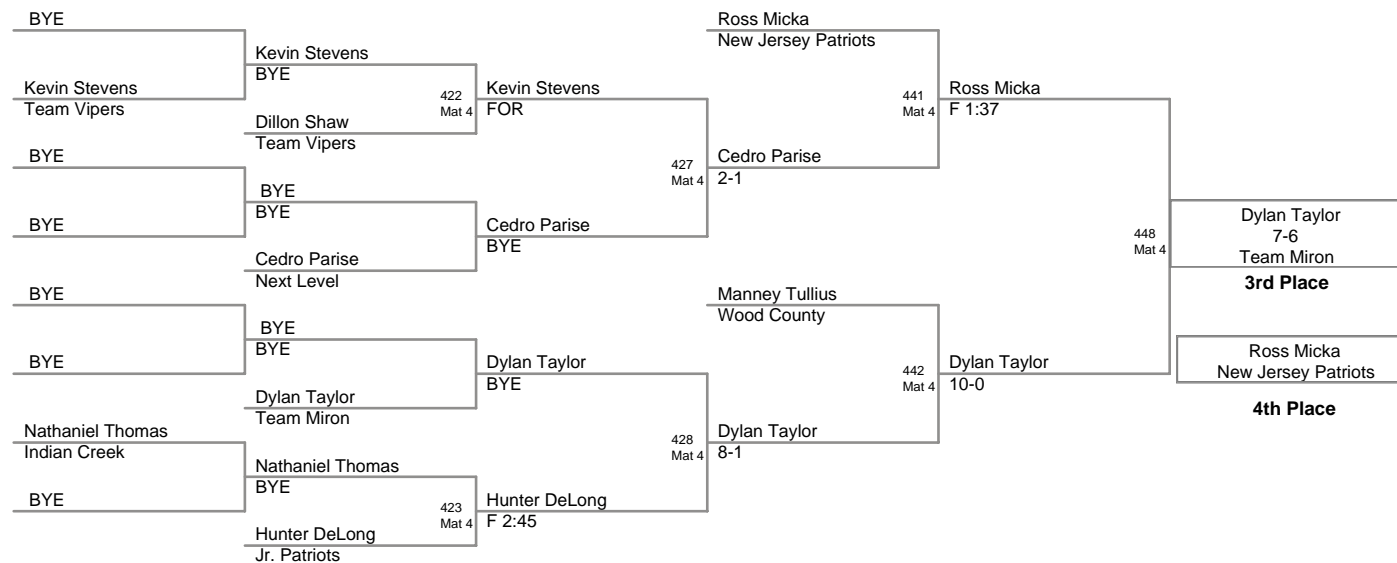 BYE
Kevin Stevens
Team Vipers
BYE
BYE
BYE
BYE
Nathaniel Thomas
Indian Creek
BYE
Kevin Stevens
BYE
Dillon Shaw
Team Vipers
BYE
BYE
Cedro Parise
Next Level
BYE
BYE
Dylan Taylor
Team Miron
Nathaniel Thomas
BYE
Hunter DeLong
Jr. Patriots
422
Mat 4
423
Mat 4
Kevin Stevens
FOR
Cedro Parise
BYE
Dylan Taylor
BYE
Hunter DeLong
F 2:45
427
Mat 4
428
Mat 4
Ross Micka
New Jersey Patriots
Cedro Parise
2-1
Manney Tullius
Wood County
Dylan Taylor
8-1
441
Mat 4
442
Mat 4
Ross Micka
F 1:37
Dylan Taylor
10-0
448
Mat 4
Dylan Taylor
7-6
Team Miron
3rd Place
Ross Micka
New Jersey Patriots
4th Place